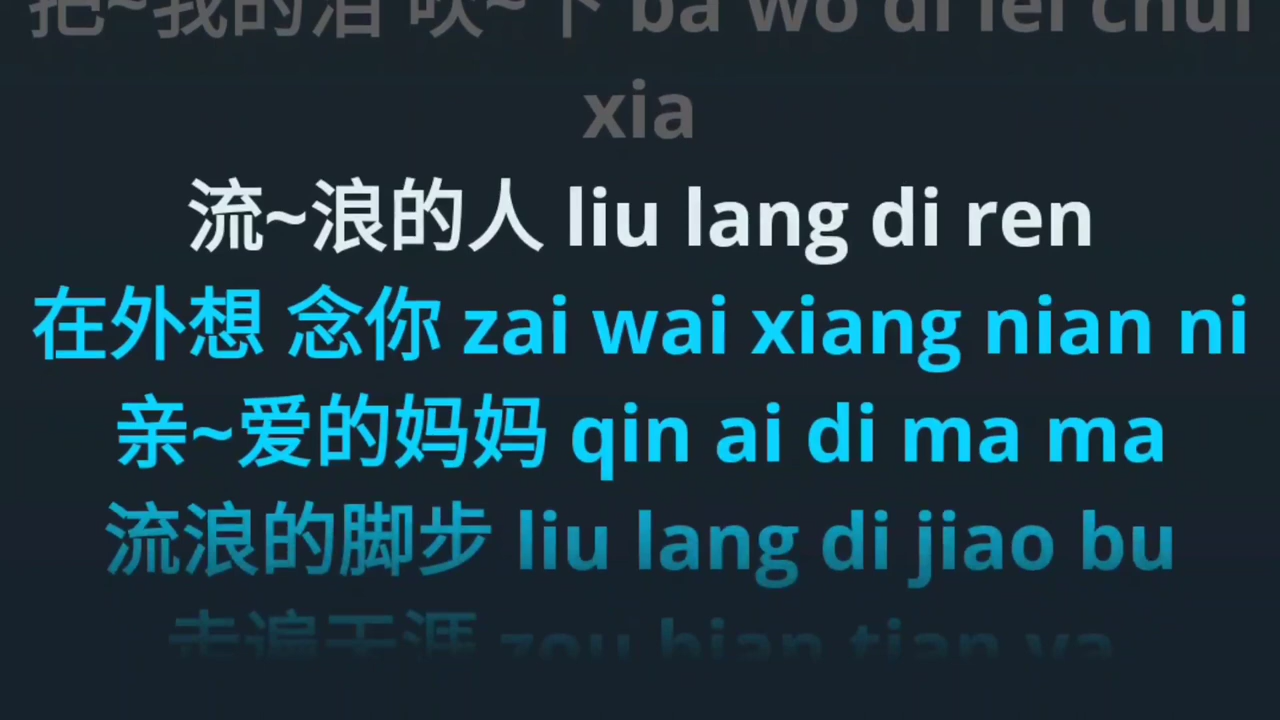 把~我的泪 吹~下 ba wo di lei chui
xia
流~浪的人 liu lang di ren
在外想 念你 zai wai xiang nian ni
亲~爱的妈妈 qin ai di ma ma
流浪的脚步 liu lang di jiao bu
走遍天涯 zou bian tian ya